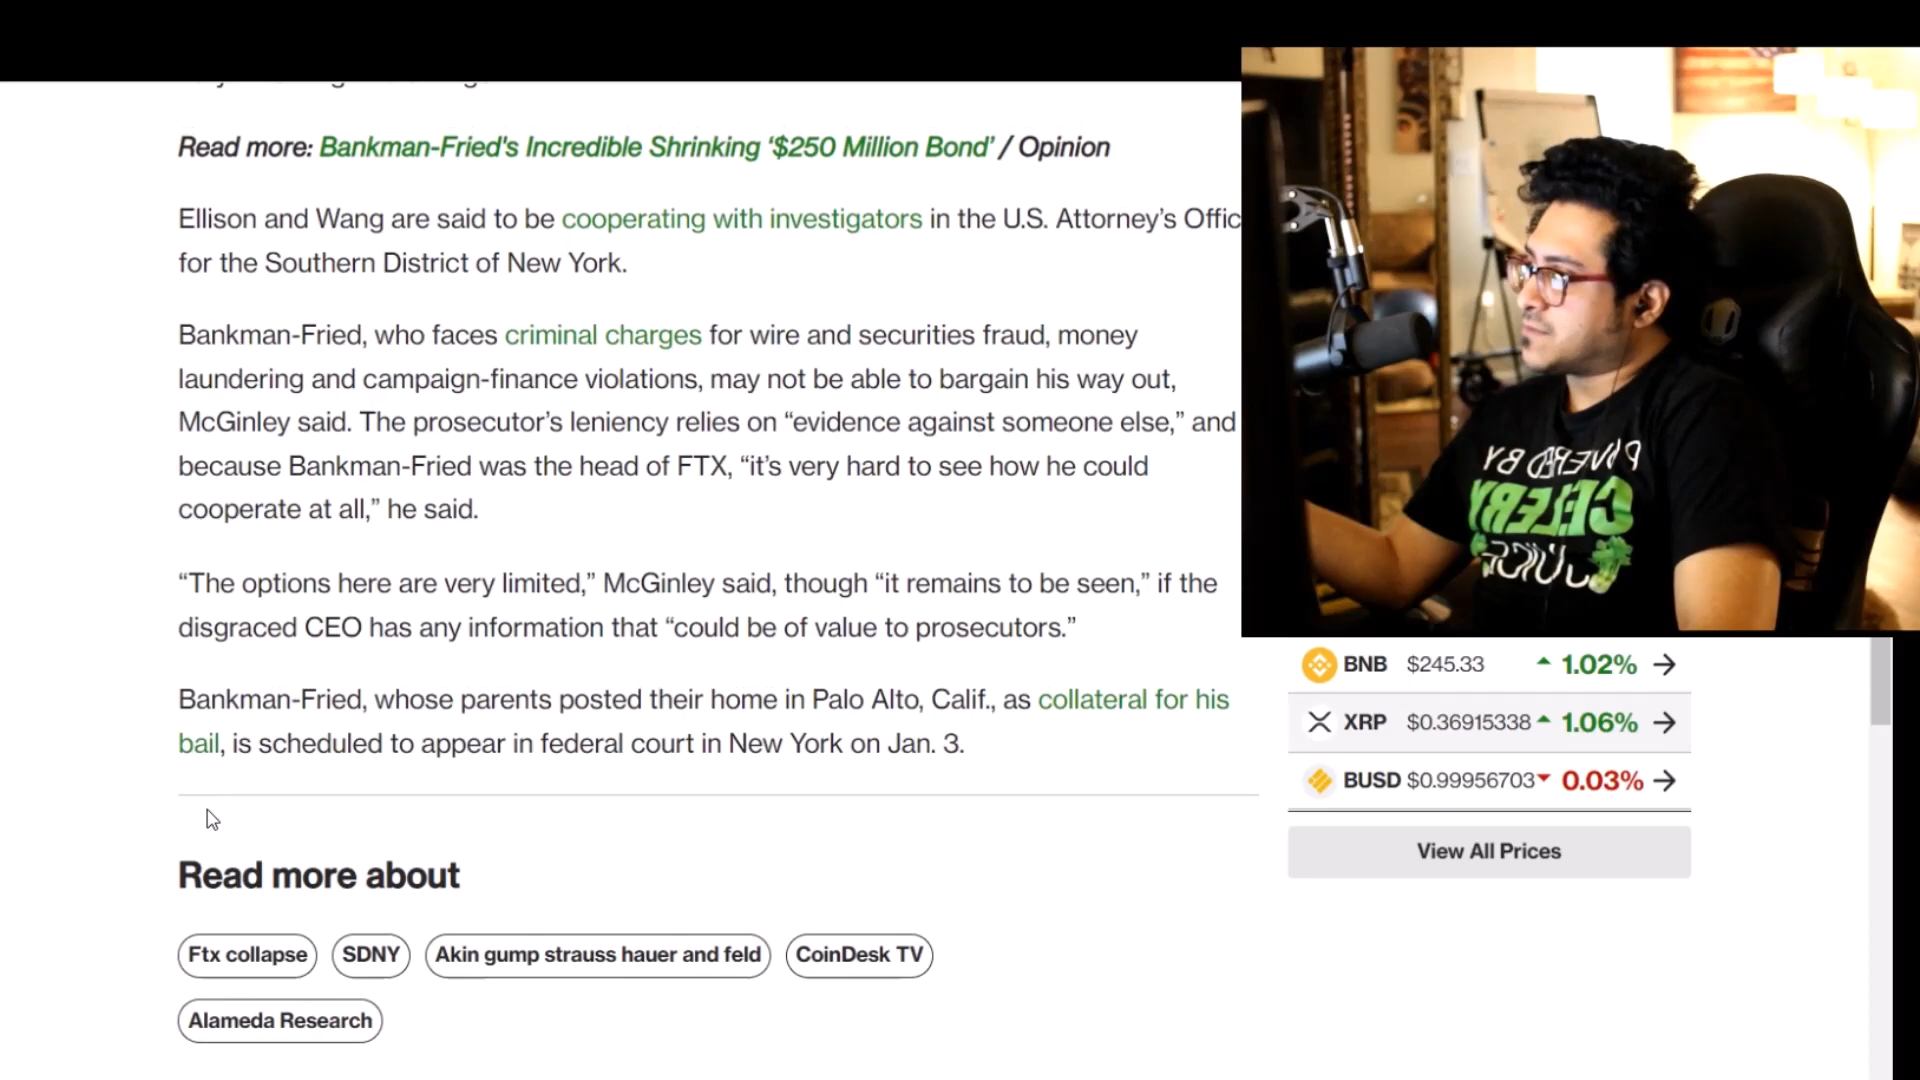 Read more: Bankman-Fried's Incredible Shrinking ‘$250 Million Bond’ / Opinion
Ellison and Wang are said to be cooperating with investigators in the U.S. Attorney’s Offic
for the Southern District of New York.
Bankman-Fried, who faces criminal charges for wire and securities fraud, money
laundering and campaign-finance violations, may not be able to bargain his way out,
McGinley said. The prosecutor’s leniency relies on “evidence against someone else,” and
because Bankman-Fried was the head of FTX, “it’s very hard to see how he could
cooperate at all,” he said.
“The options here are very limited,” McGinley said, though “it remains to be seen,” if the
disgraced CEO has any information that “could be of value to prosecutors.”
Bankman-Fried, whose parents posted their home in Palo Alto, Calif., as collateral for his
bail, is scheduled to appear in federal court in New York on Jan. 3.
Read more about
Ftx collapse
SDNY
Akin gump strauss hauer and feld
CoinDesk TV
Alameda Research
POWERED BY
CELERY
JUICE
BNB $245.33 1.02%
XRP $0.36915338 1.06%
BUSD $0.99956703 0.03%
View All Prices